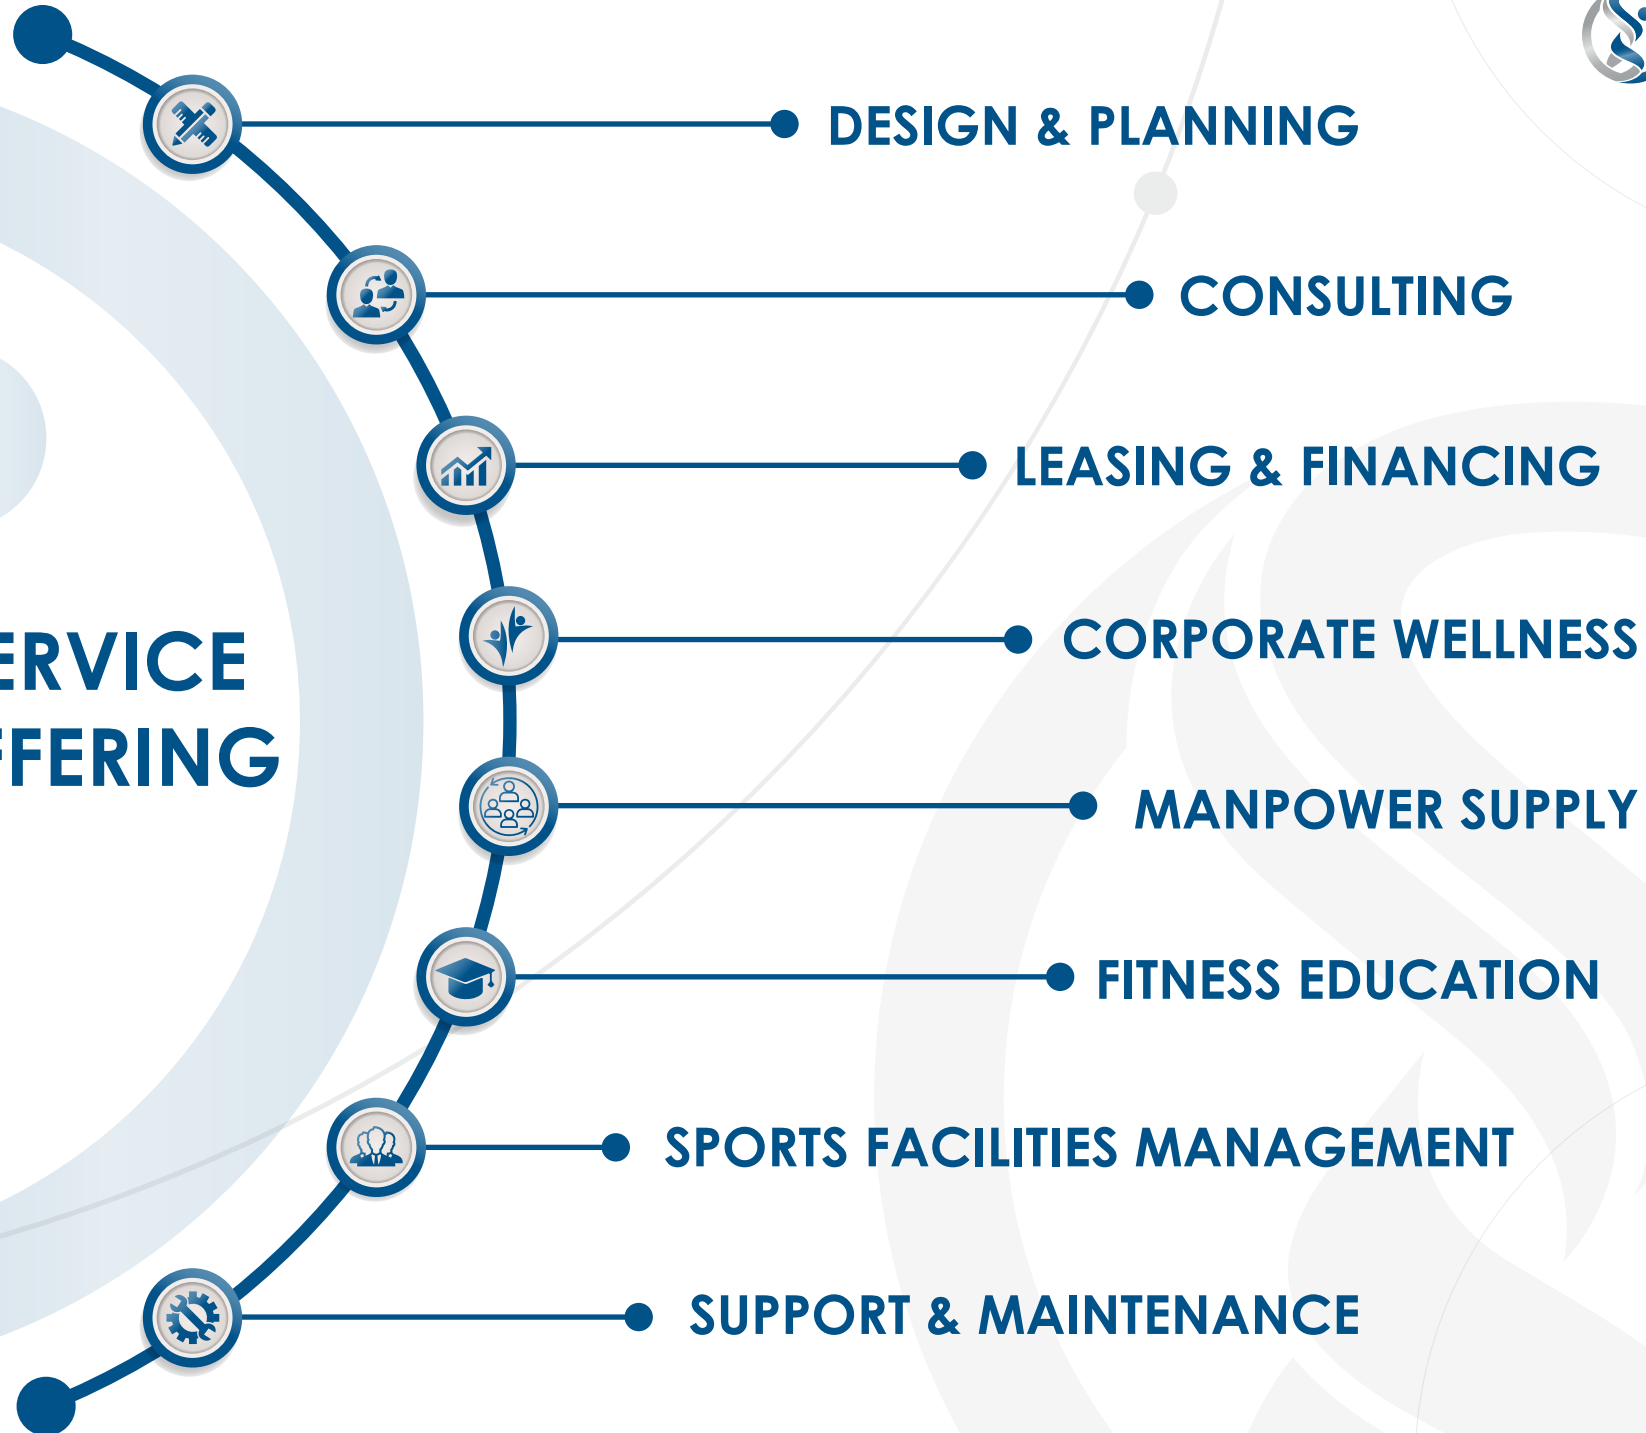 DESIGN & PLANNING
CONSULTING
LEASING & FINANCING
CORPORATE WELLNESS
ERVICE
FFERING
MANPOWER SUPPLY
FITNESS EDUCATION
SPORTS FACILITIES MANAGEMENT
SUPPORT & MAINTENANCE